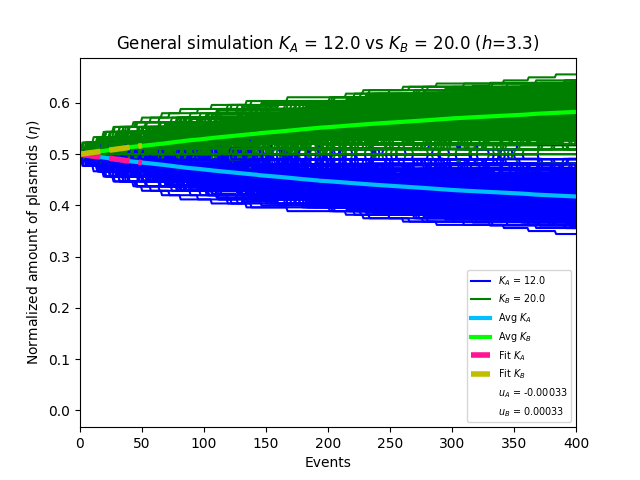 General simulation K_A = 12.0 vs K_B = 20.0 (h=3.3)
Normalized amount of plasmids (η)
0.6
0.5
0.4
0.3
0.2
0.1
0.0
K_A = 12.0
K_B = 20.0
Avg K_A
Avg K_B
Fit K_A
Fit K_B
u_A = -0.00033
u_B = 0.00033
0 50 100 150 200 250 300 350 400
Events